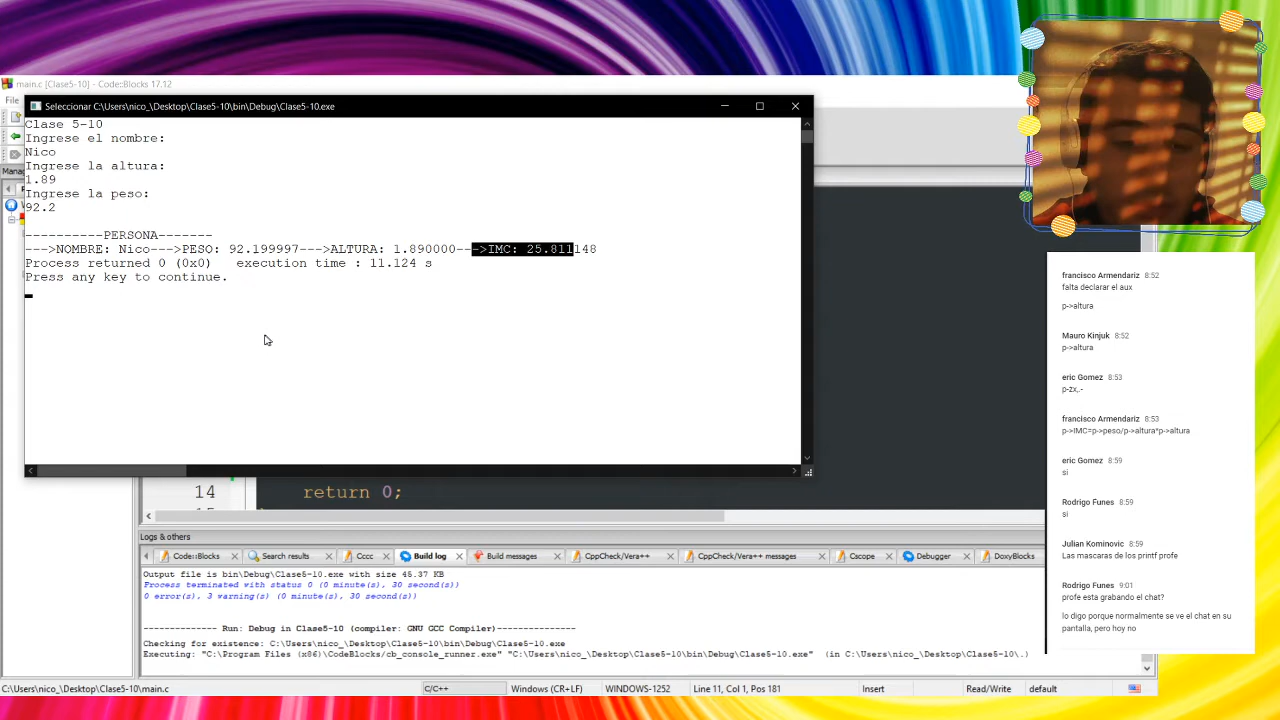 main.c [Clase5-10] - Code::Blocks 17.12
File
Seleccionar C:\Users\nico_\Desktop\Clase5-10\bin\Debug\Clase5-10.exe
Clase 5-10
Ingrese el nombre:
Nico
Ingrese la altura:
1.89
Ingrese la peso:
92.2
----------PERSONA-------
--->NOMBRE: Nico--->PESO: 92.199997--->ALTURA: 1.890000--->IMC: 25.811148
Process returned 0 (0x0)   execution time : 11.124 s
Press any key to continue.
14 return 0;
Logs & others
Code::Blocks Search results Cccc Build log Build messages CppCheck/Vera++ CppCheck/Vera++ messages Cscope Debugger DoxyBlocks
Output file is bin\Debug\Clase5-10.exe with size 45.37 KB
Process terminated with status 0 (0 minute(s), 30 second(s))
0 error(s), 3 warning(s) (0 minute(s), 30 second(s))
-------------- Run: Debug in Clase5-10 (compiler: GNU GCC Compiler)---------------
Checking for existence: C:\Users\nico_\Desktop\Clase5-10\bin\Debug\Clase5-10.exe
Executing: "C:\Program Files (x86)\CodeBlocks/cb_console_runner.exe" "C:\Users\nico_\Desktop\Clase5-10\bin\Debug\Clase5-10.exe"  (in C:\Users\nico_\Desktop\Clase5-10\.)
C:\Users\nico_\Desktop\Clase5-10\main.c C/C++ Windows (CR+LF) WINDOWS-1252 Line 11, Col 1, Pos 181 Insert Read/Write default
francisco Armendariz 8:52
falta declarar el aux
p->altura
Mauro Kinjuk 8:52
p->altura
eric Gomez 8:53
p-zx,.-
francisco Armendariz 8:53
p->IMC=p->peso/p->altura*p->altura
eric Gomez 8:59
si
Rodrigo Funes 8:59
si
Julian Kominovic 8:59
Las mascaras de los printf profe
Rodrigo Funes 9:01
profe esta grabando el chat?
lo digo porque normalmente se ve el chat en su
pantalla, pero hoy no